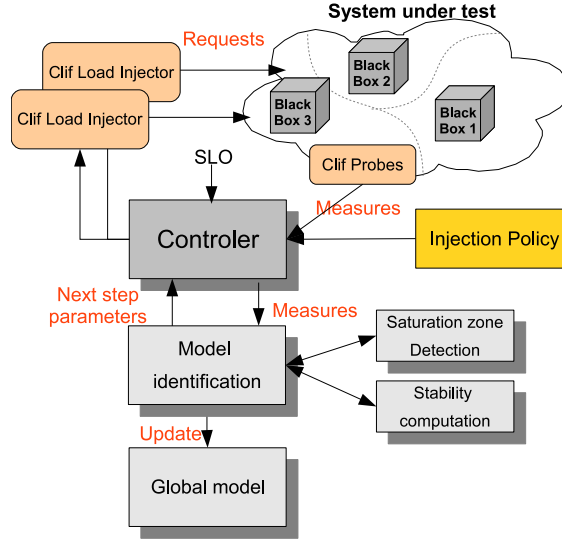 System under test
Requests
Clif Load Injector
Clif Load Injector
Black
Box 2
Black
Box 3
Black
Box 1
Clif Probes
SLO
Measures
Controler
Injection Policy
Next step
parameters
Measures
Model
identification
Saturation zone
Detection
Stability
computation
Update
Global model